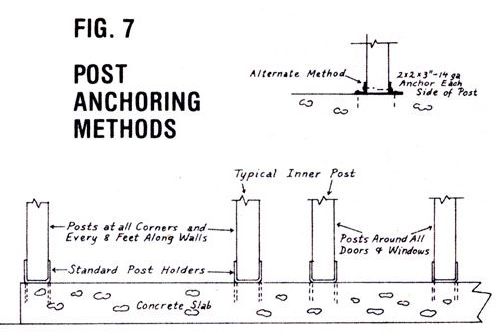 FIG. 7
POST
ANCHORING
METHODS
Alternate Method
2x2x3"-14 ga
Anchor Each
Side of Post
Typical Inner Post
Posts at all Corners and
Every 8 Feet Along Walls
Posts Around All
Doors & Windows
Standard Post Holders
Concrete Slab